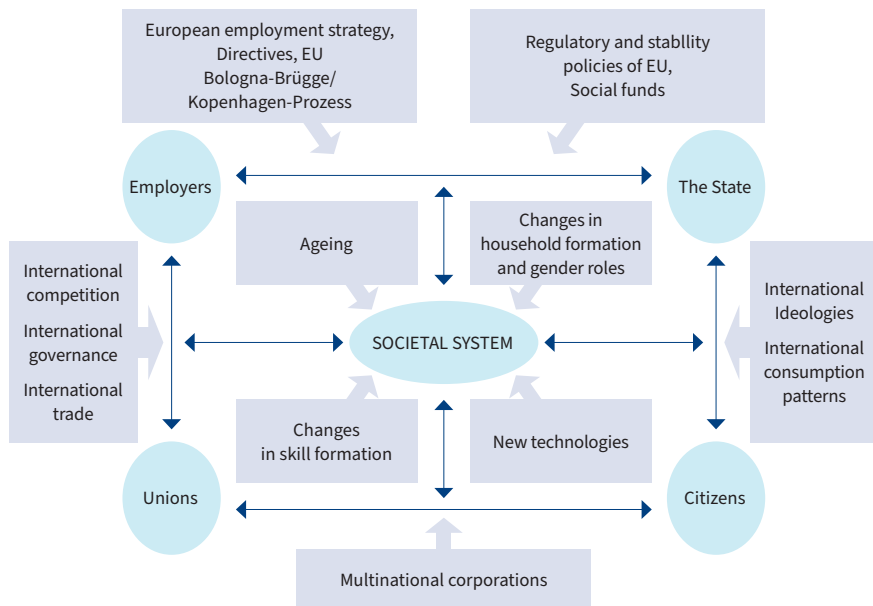 European employment strategy,
Directives, EU
Bologna-Brügge/
Kopenhagen-Prozess
Regulatory and stabllity
policies of EU,
Social funds
Employers
The State
Ageing
Changes in
household formation
and gender roles
International
competition
International
governance
International
trade
SOCIETAL SYSTEM
International
Ideologies
International
consumption
patterns
Changes
in skill formation
New technologies
Unions
Citizens
Multinational corporations